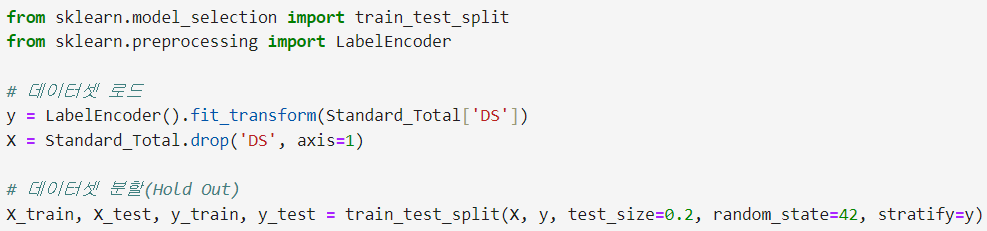 from sklearn.model_selection import train_test_split
from sklearn.preprocessing import LabelEncoder
# 데이터셋 로드
y = LabelEncoder().fit_transform(Standard_Total['DS'])
X = Standard_Total.drop('DS', axis=1)
# 데이터셋 분할(Hold Out)
X_train, X_test, y_train, y_test = train_test_split(X, y, test_size=0.2, random_state=42, stratify=y)